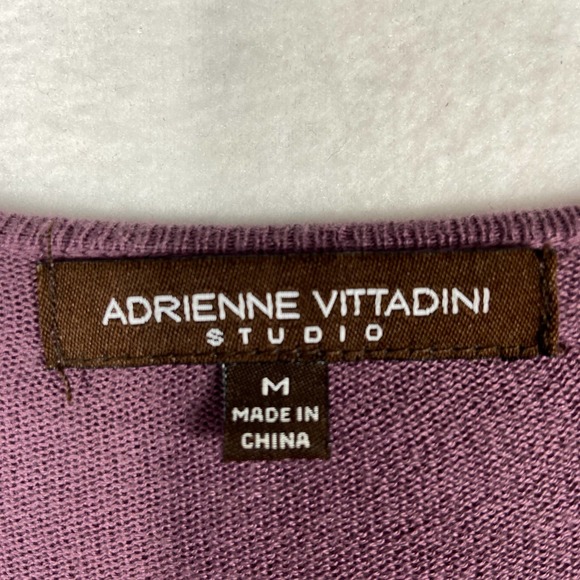 ADRIENNE VITTADINI
STUDIO
M
MADE IN
CHINA